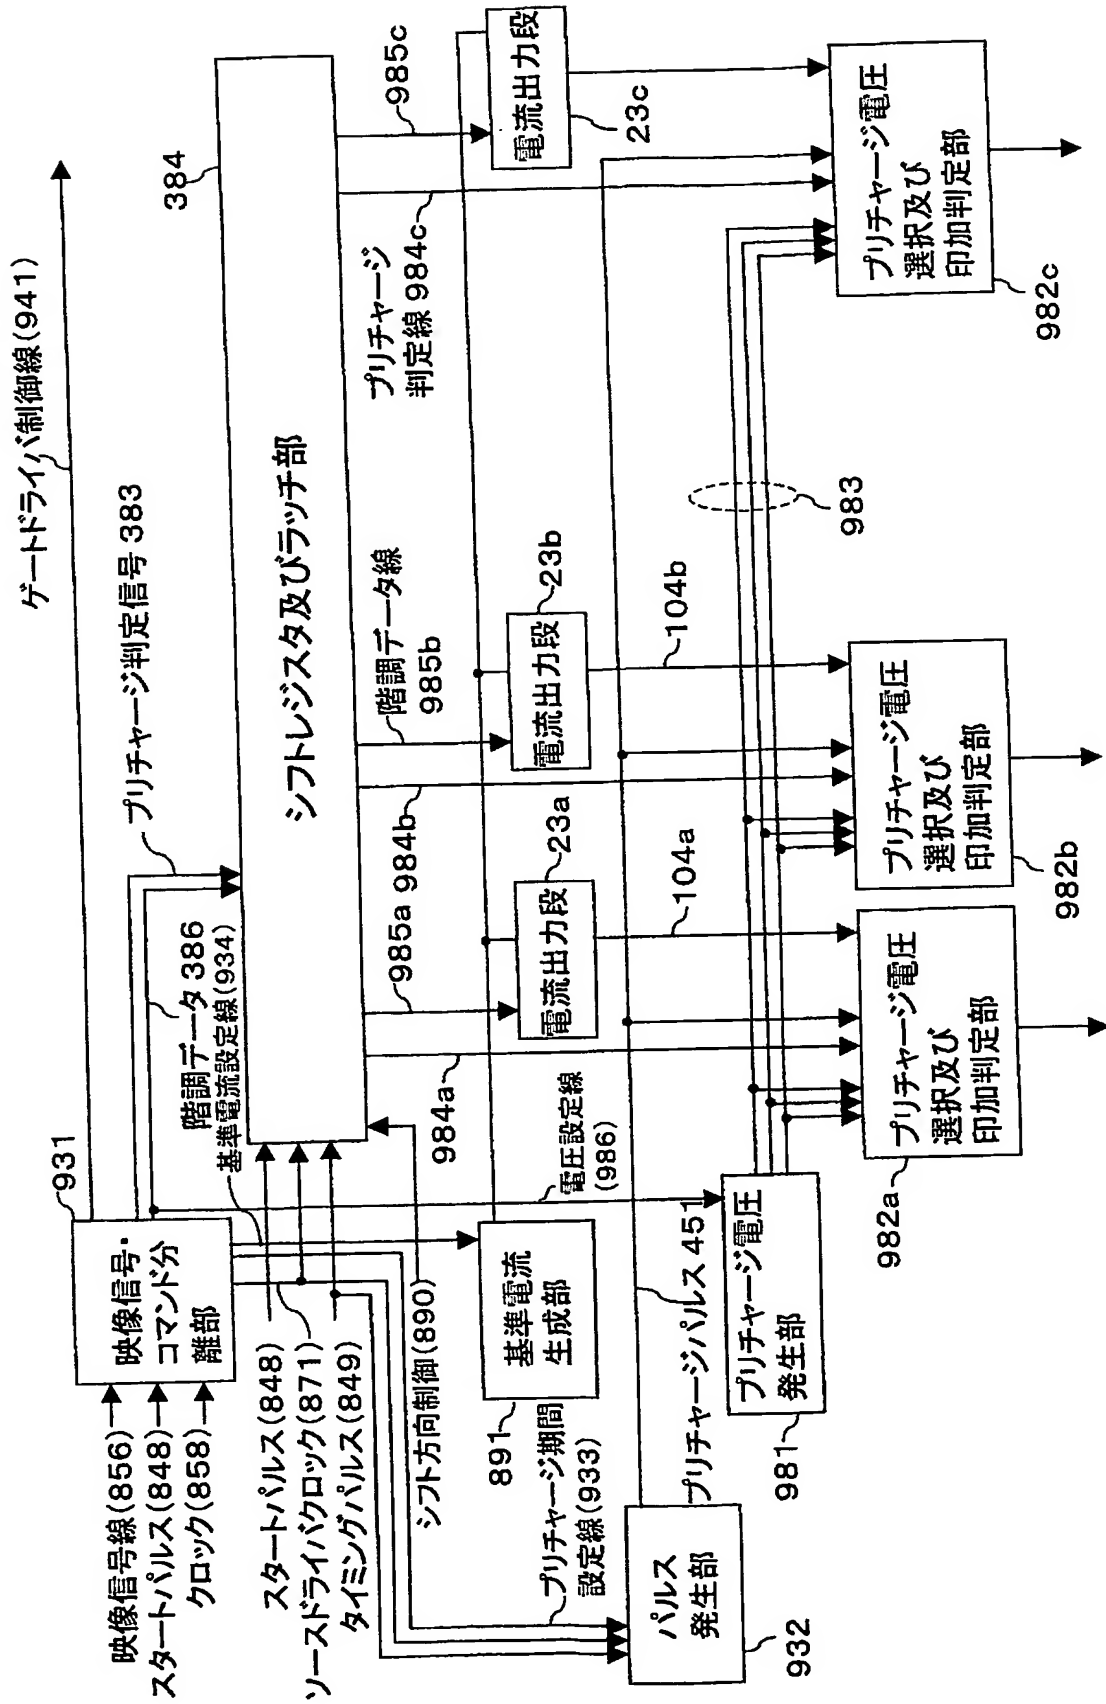 ゲートドライバ制御線(941)
プリチャージ判定信号 383
384
931
映像信号・
コマンド分
離部
映像信号線(856)
スタートパルス(848)
クロック(858)
階調データ 386
基準電流設定線(934)
シフトレジスタ及びラッチ部
スタートパルス(848)
ソースドライバクロック(871)
タイミングパルス(849)
シフト方向制御(890)
984a
985a
984b
階調データ線
985b
プリチャージ
判定線 984c
985c
電圧設定線
(986)
基準電流
生成部
891
電流出力段
23a
電流出力段
23b
電流出力段
23c
プリチャージ期間
設定線(933)
プリチャージパルス 451
104a
104b
パルス
発生部
932
プリチャージ電圧
発生部
981
983
プリチャージ電圧
選択及び
印加判定部
982a
プリチャージ電圧
選択及び
印加判定部
982b
プリチャージ電圧
選択及び
印加判定部
982c